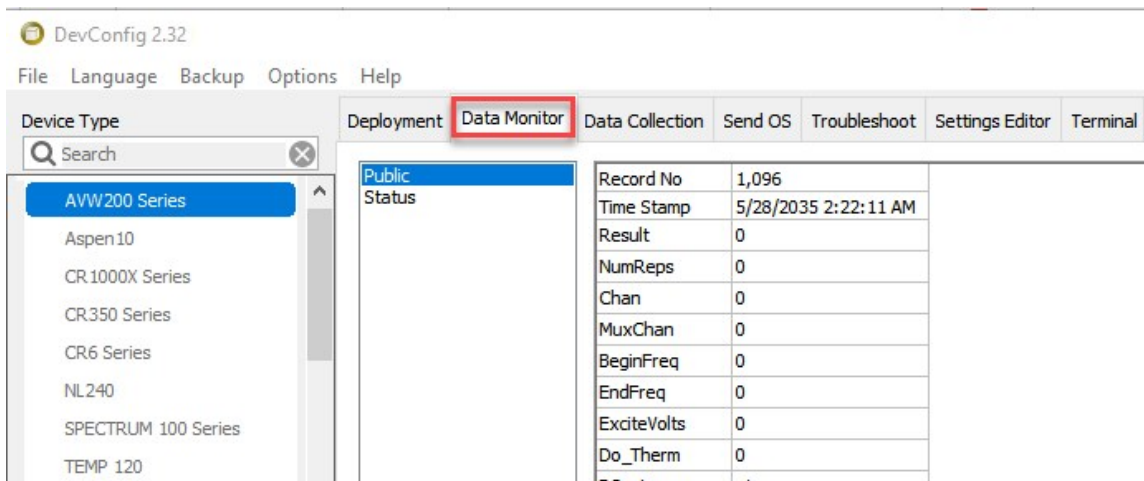 DevConfig 2.32
File Language Backup Options Help
Device Type
Search
AVW200 Series
Aspen10
CR1000X Series
CR350 Series
CR6 Series
NL240
SPECTRUM 100 Series
TEMP 120
Deployment Data Monitor Data Collection Send OS Troubleshoot Settings Editor Terminal
Public
Status
Record No 1,096
Time Stamp 5/28/2035 2:22:11 AM
Result 0
NumReps 0
Chan 0
MuxChan 0
BeginFreq 0
EndFreq 0
ExciteVolts 0
Do_Therm 0